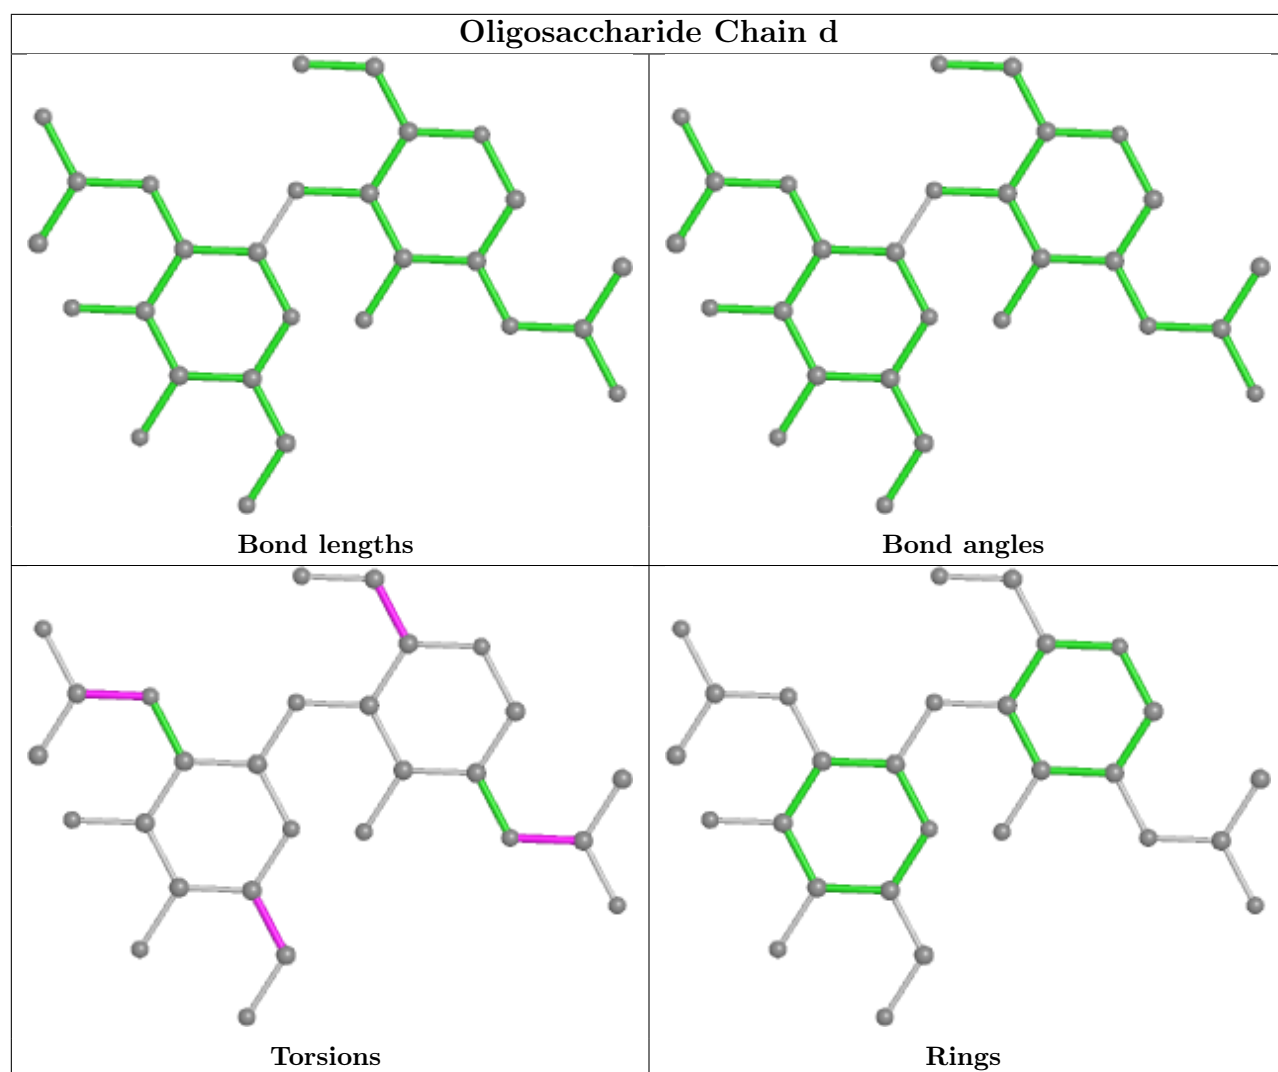 Oligosaccharide Chain d
Bond lengths
Bond angles
Torsions
Rings